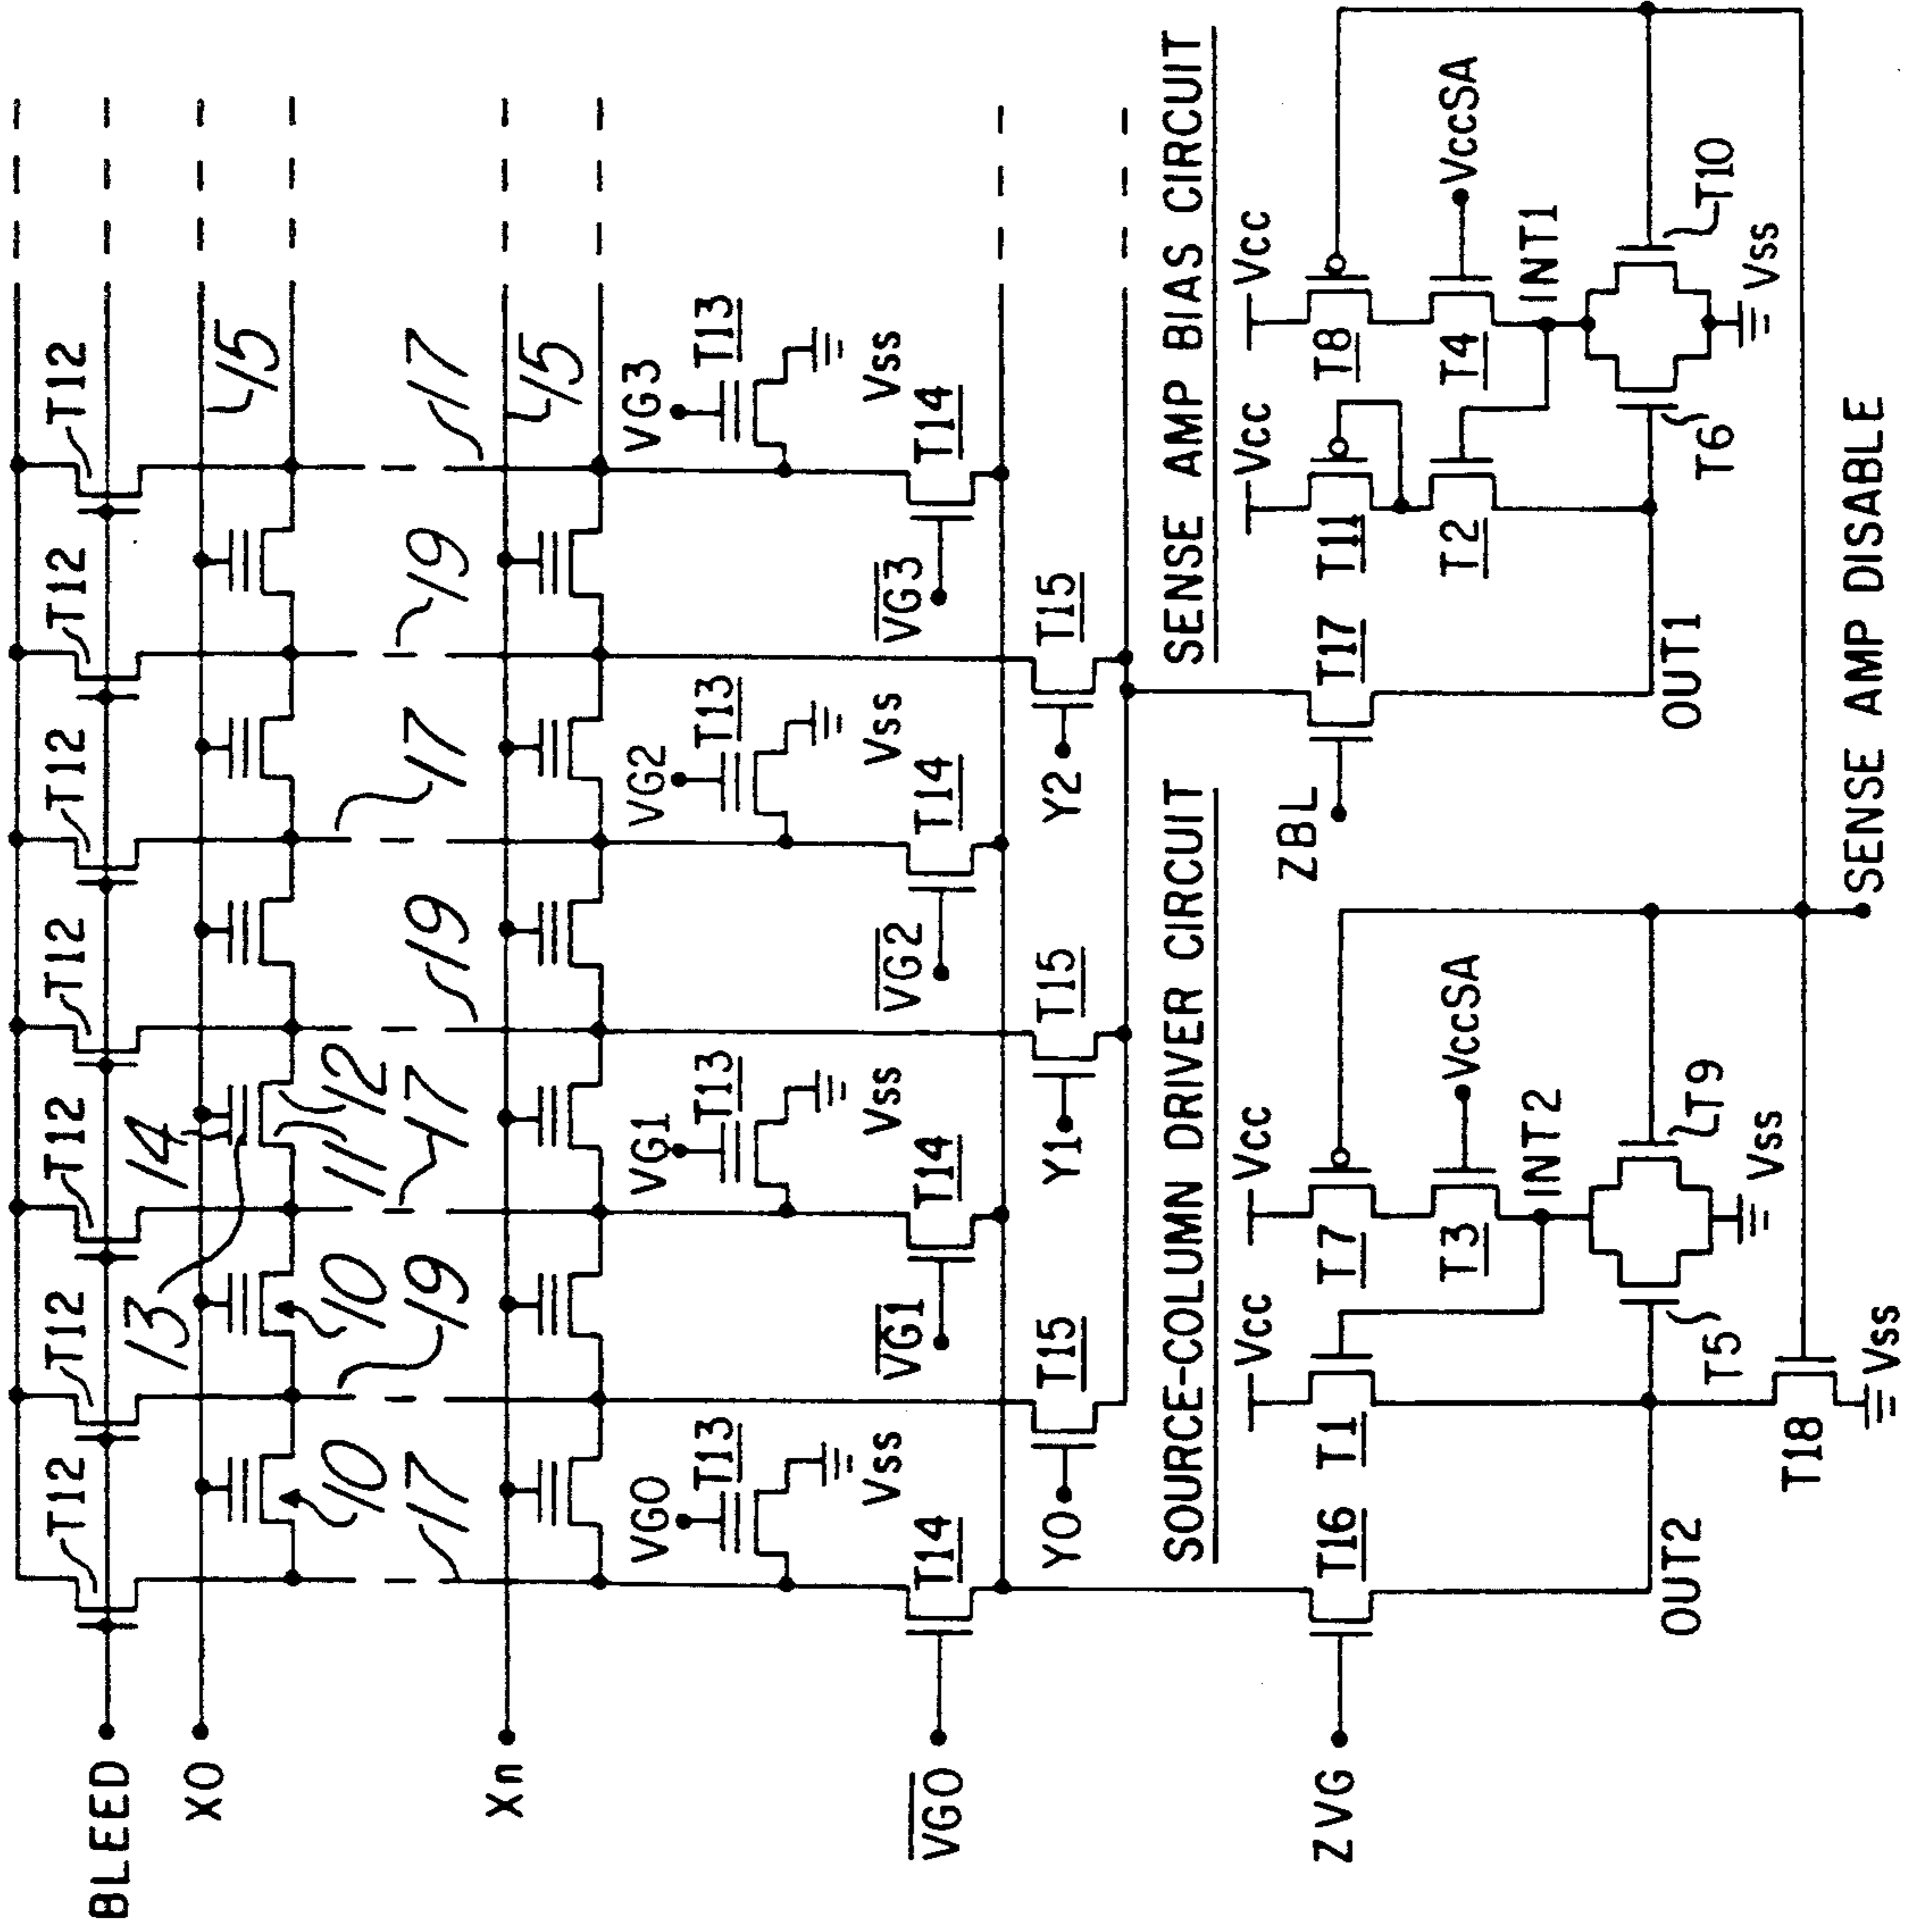 T12 T12 T12 T12 T12 T12 T12 T12
BLEED
13 14
X0
15
10 10 11 12
17 19 17 19 17 19 17
Xn
15
VG0 VG1 VG2 VG3
T13 T13 T13 T13
Vss Vss Vss Vss
V̅G̅0̅ T14 V̅G̅1̅ T14 V̅G̅2̅ T14 V̅G̅3̅ T14
Y0 T15 Y1 T15 Y2 T15
SOURCE-COLUMN DRIVER CIRCUIT
SENSE AMP BIAS CIRCUIT
Vcc Vcc Vcc Vcc
ZBL
ZVG T16 T1 T7 T17 T11 T8
T3 VccSA T2 T4 VccSA
INT2 INT1
OUT2 OUT1
T5 T9 T6 T10
Vss Vss
T18
SENSE AMP DISABLE
Vss